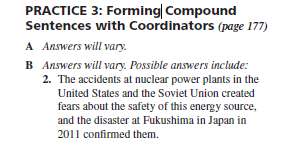 PRACTICE 3: Forming Compound
Sentences with Coordinators (page 177)
A Answers will vary.
B Answers will vary. Possible answers include:
2. The accidents at nuclear power plants in the
United States and the Soviet Union created
fears about the safety of this energy source,
and the disaster at Fukushima in Japan in
2011 confirmed them.